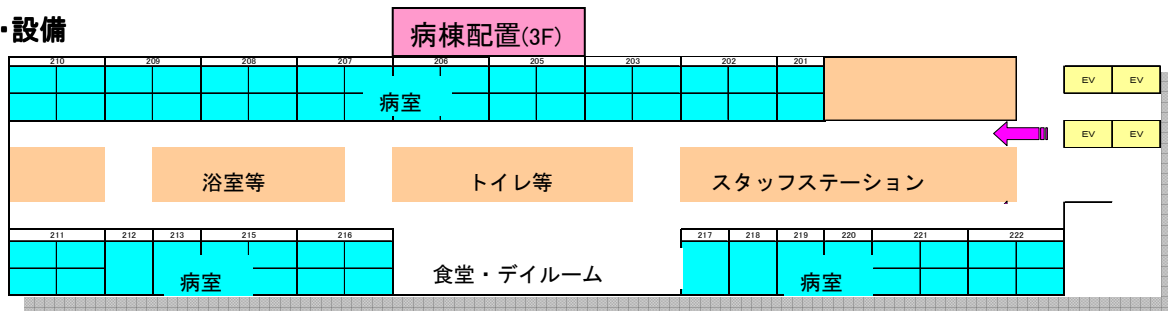 ・設備
病棟配置(3F)
210 209 208 207 206 205 203 202 201
病室
EV EV
EV EV
浴室等 トイレ等 スタッフステーション
211 212 213 215 216 217 218 219 220 221 222
病室 食堂・デイルーム 病室